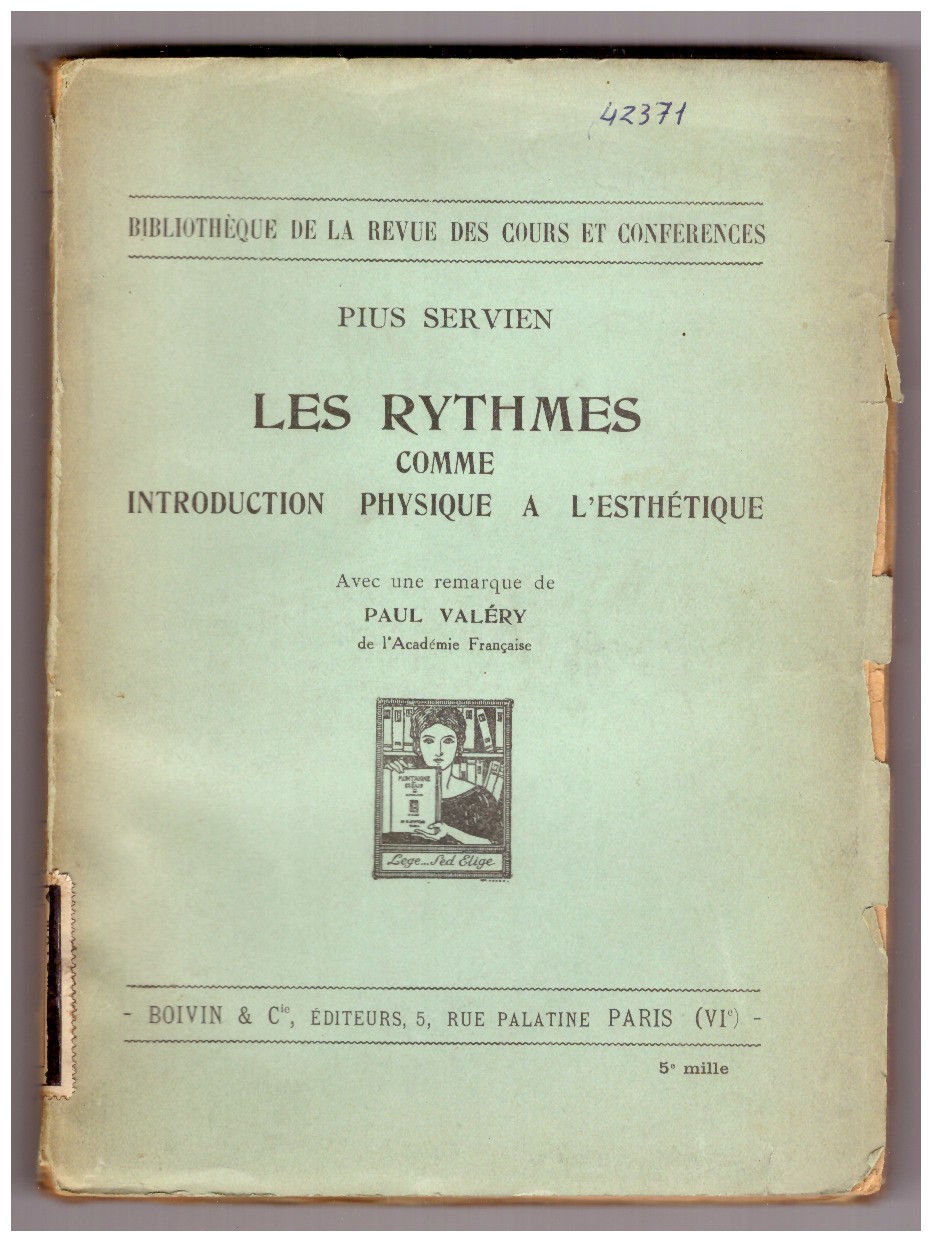 42371
BIBLIOTHÈQUE DE LA REVUE DES COURS ET CONFERENCES
PIUS SERVIEN
LES RYTHMES
COMME
INTRODUCTION PHYSIQUE A L'ESTHÉTIQUE
Avec une remarque de
PAUL VALÉRY
de l'Académie Française
MONTAIGNE
Lege...Sed Elige
- BOIVIN & Cie, ÉDITEURS, 5, RUE PALATINE PARIS (VIe) -
5e mille